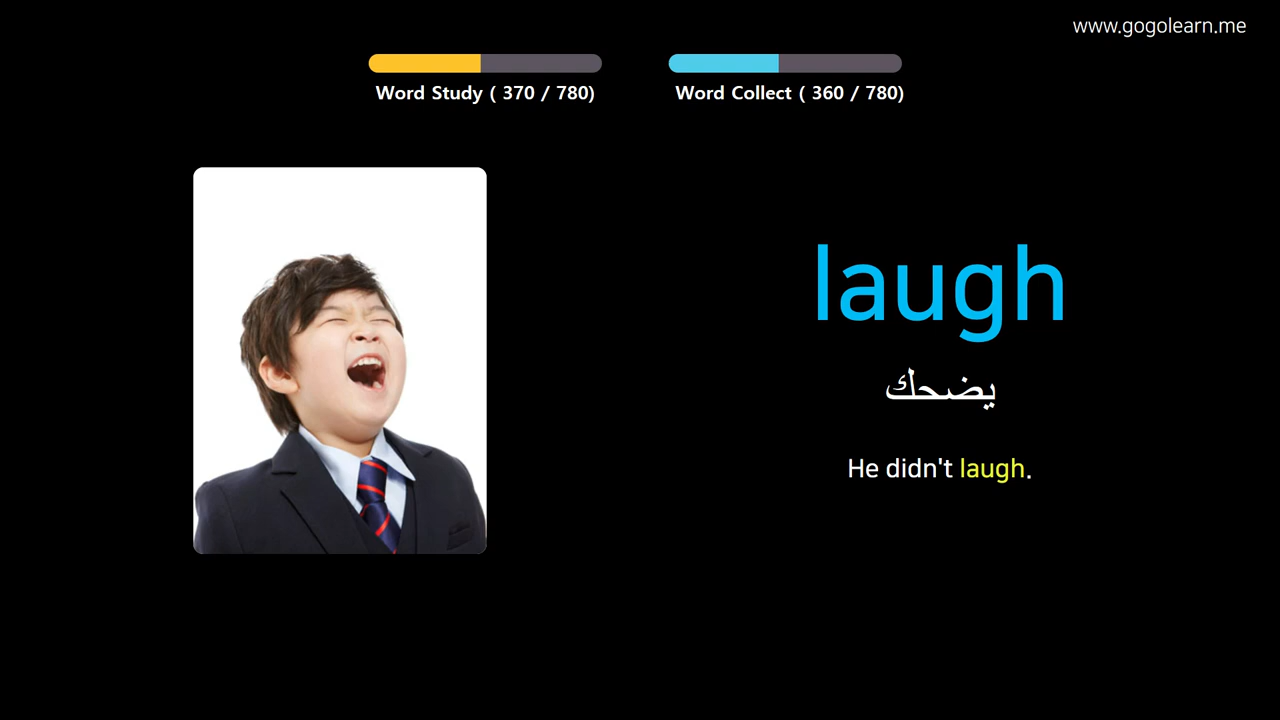 www.gogolearn.me
Word Study ( 370 / 780)
Word Collect ( 360 / 780)
laugh
يضحك
He didn't laugh.